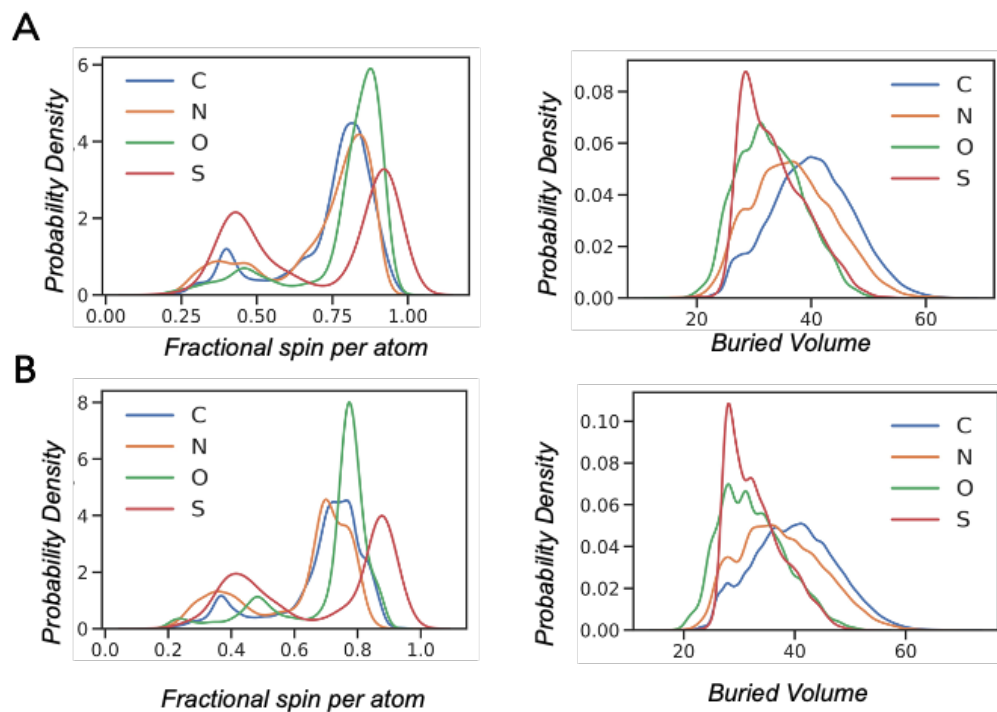 A
Probability Density
6
4
2
0
C
N
O
S
0.00 0.25 0.50 0.75 1.00
Fractional spin per atom
Probability Density
0.08
0.06
0.04
0.02
0.00
C
N
O
S
20 40 60
Buried Volume
B
Probability Density
8
6
4
2
0
C
N
O
S
0.0 0.2 0.4 0.6 0.8 1.0
Fractional spin per atom
Probability Density
0.10
0.08
0.06
0.04
0.02
0.00
C
N
O
S
20 40 60
Buried Volume